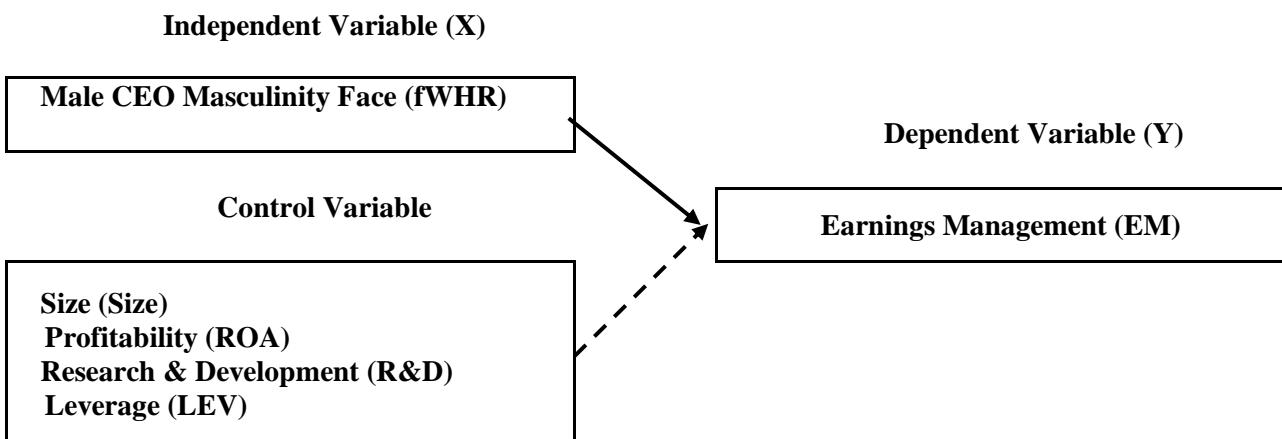 Independent Variable (X)
Male CEO Masculinity Face (fWHR)
Dependent Variable (Y)
Control Variable
Earnings Management (EM)
Size (Size)
Profitability (ROA)
Research & Development (R&D)
Leverage (LEV)